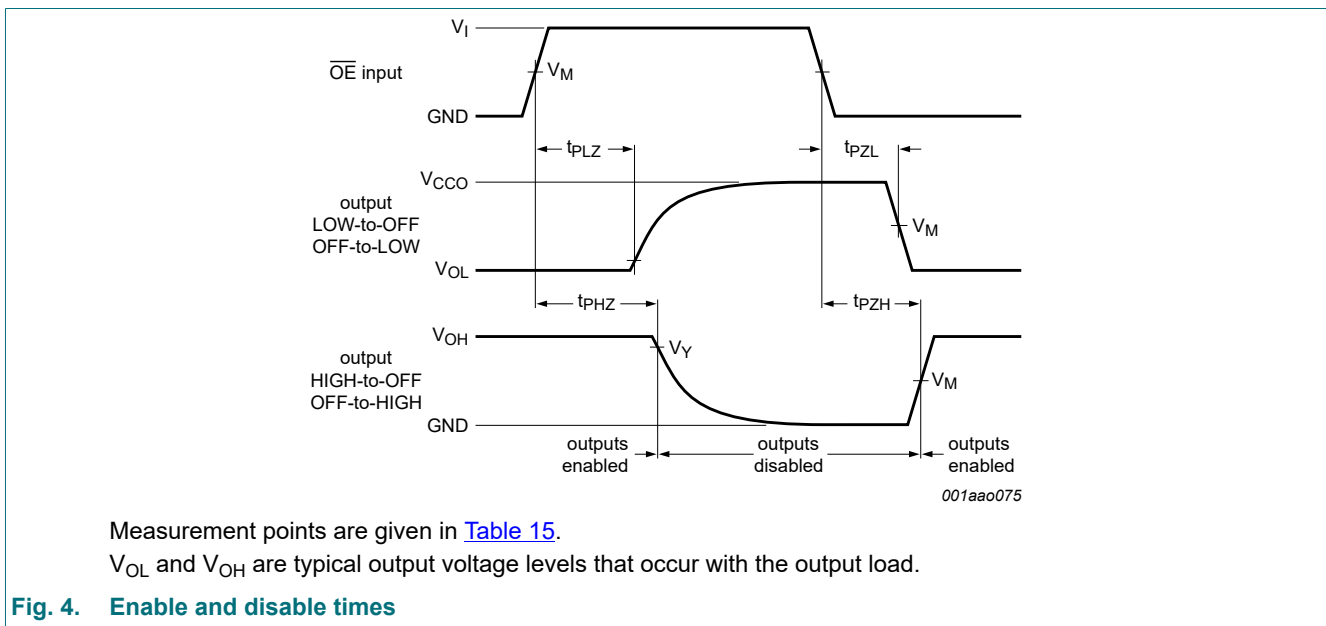 V_I
OE input
V_M
GND
t_PLZ
t_PZL
V_CCO
output
LOW-to-OFF
OFF-to-LOW
V_M
V_OL
t_PHZ
t_PZH
V_OH
V_Y
output
HIGH-to-OFF
OFF-to-HIGH
V_M
GND
outputs
enabled
outputs
disabled
outputs
enabled
001aao075
Measurement points are given in Table 15.
V_OL and V_OH are typical output voltage levels that occur with the output load.
Fig. 4. Enable and disable times